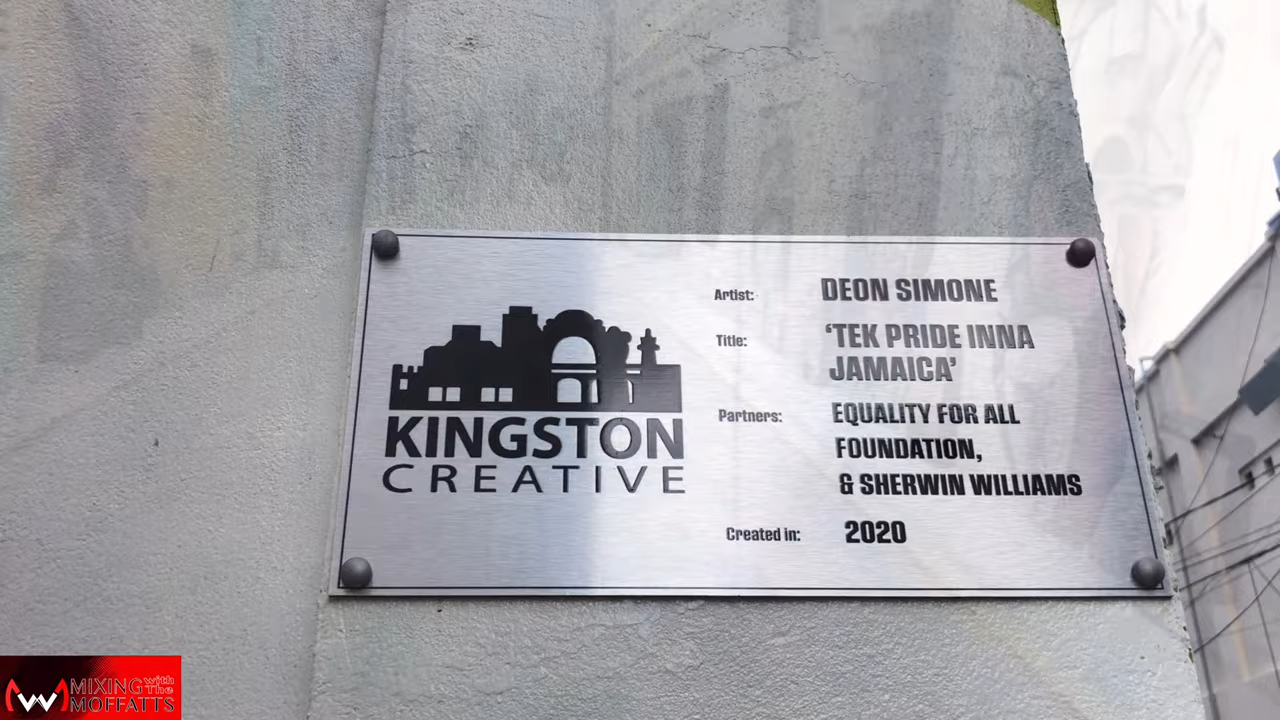 Artist: DEON SIMONE
Title: ‘TEK PRIDE INNA
JAMAICA’
Partners: EQUALITY FOR ALL
FOUNDATION,
& SHERWIN WILLIAMS
Created in: 2020
KINGSTON
CREATIVE
MIXING with The
MOFFATTS